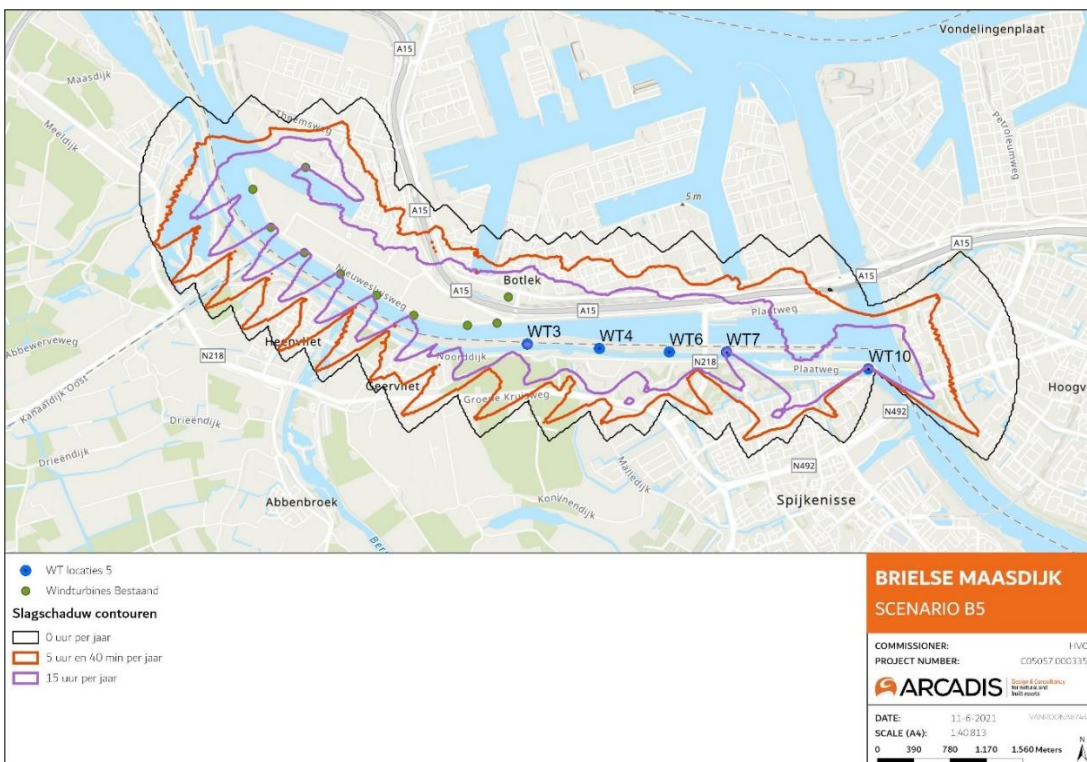 Vondelingenplaat
A15
Maasdijk
Theemsweg
Meeldijk
Petroleumweg
5 m
A15
A15
A15
Botlek
A15
A15
Nieuwesluisweg
Plaatweg
WT3
WT4
WT6
WT7
Abbewerveweg
Heenvliet
N218
Noorddijk
N218
Plaatweg
WT10
Geervliet
Groene Kruisweg
Hoogv
Kanaaldijk Oost
N492
Drieëndijk
Drieëndijk
Malledijk
N492
Abbenbroek
Konijnendijk
Spijkenisse
Ber
WT locaties 5
Windturbines Bestaand
Slagschaduw contouren
0 uur per jaar
5 uur en 40 min per jaar
15 uur per jaar
BRIELSE MAASDIJK
SCENARIO B5
COMMISSIONER: HVC
PROJECT NUMBER: C05057.000335
ARCADIS
Design & Consultancy
for natural and
built assets
DATE: 11-6-2021
SCALE (A4): 1:40.813
N
0 390 780 1.170 1.560 Meters